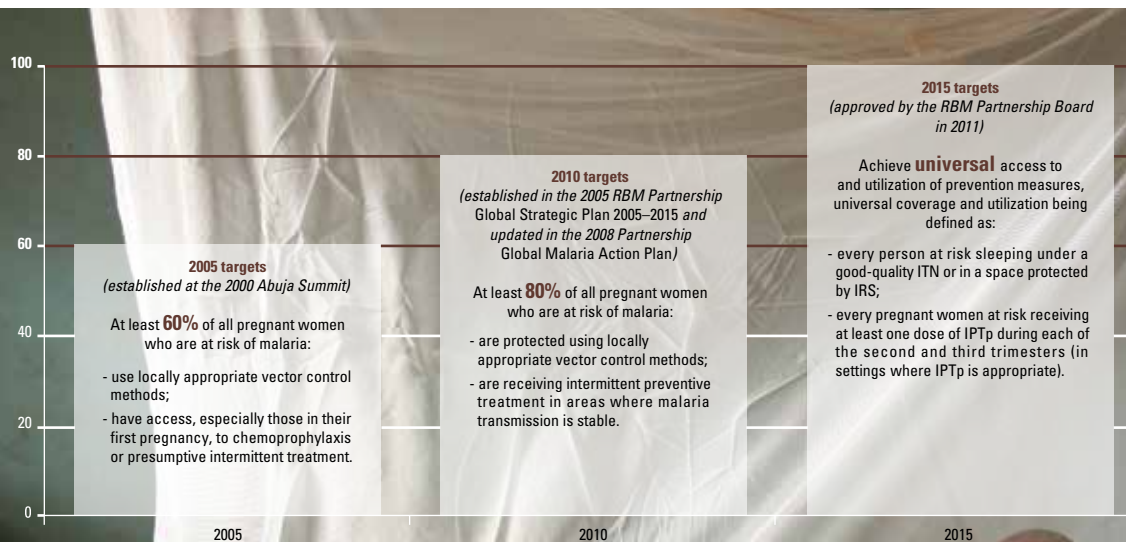 100
80
60
40
20
0
2005 targets
(established at the 2000 Abuja Summit)
At least 60% of all pregnant women
who are at risk of malaria:
- use locally appropriate vector control
methods;
- have access, especially those in their
first pregnancy, to chemoprophylaxis
or presumptive intermittent treatment.
2010 targets
(established in the 2005 RBM Partnership
Global Strategic Plan 2005–2015 and
updated in the 2008 Partnership
Global Malaria Action Plan)
At least 80% of all pregnant women
who are at risk of malaria:
- are protected using locally
appropriate vector control methods;
- are receiving intermittent preventive
treatment in areas where malaria
transmission is stable.
2015 targets
(approved by the RBM Partnership Board
in 2011)
Achieve universal access to
and utilization of prevention measures,
universal coverage and utilization being
defined as:
- every person at risk sleeping under a
good-quality ITN or in a space protected
by IRS;
- every pregnant women at risk receiving
at least one dose of IPTp during each of
the second and third trimesters (in
settings where IPTp is appropriate).
2005
2010
2015